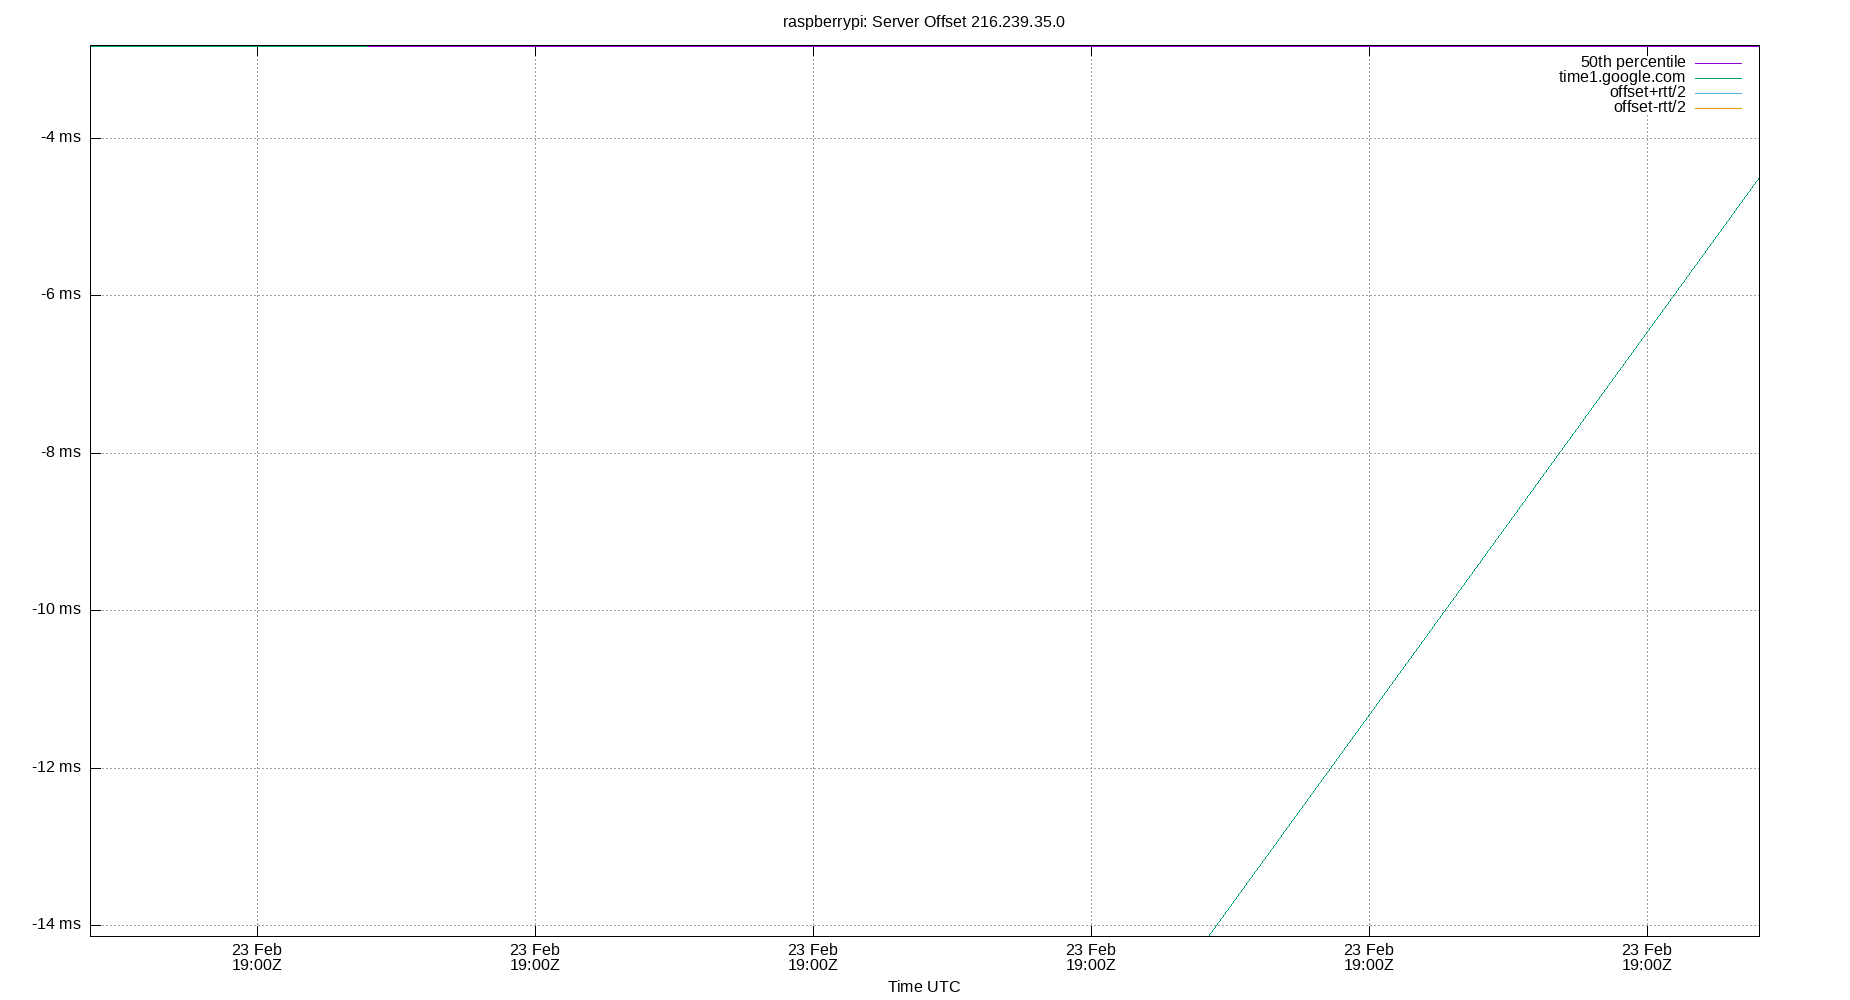 raspberrypi: Server Offset 216.239.35.0
50th percentile
time1.google.com
offset+rtt/2
offset-rtt/2
-4 ms
-6 ms
-8 ms
-10 ms
-12 ms
-14 ms
23 Feb 23 Feb 23 Feb 23 Feb 23 Feb 23 Feb
19:00Z 19:00Z 19:00Z 19:00Z 19:00Z 19:00Z
Time UTC